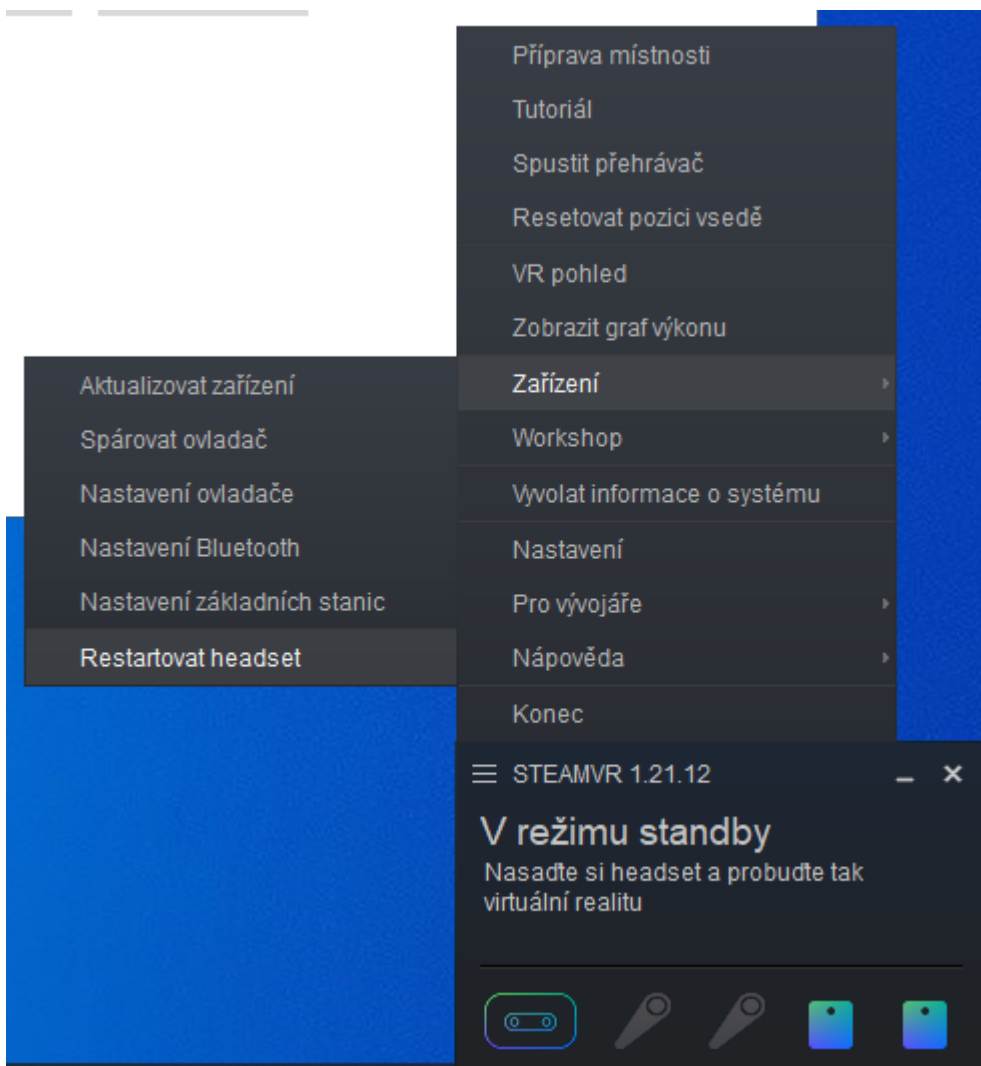 Příprava místnosti
Tutoriál
Spustit přehrávač
Resetovat pozici vsedě
VR pohled
Zobrazit graf výkonu
Zařízení
Workshop
Vyvolat informace o systému
Nastavení
Pro vývojáře
Nápověda
Konec
Aktualizovat zařízení
Spárovat ovladač
Nastavení ovladače
Nastavení Bluetooth
Nastavení základních stanic
Restartovat headset
STEAMVR 1.21.12
V režimu standby
Nasaďte si headset a probuďte tak
virtuální realitu